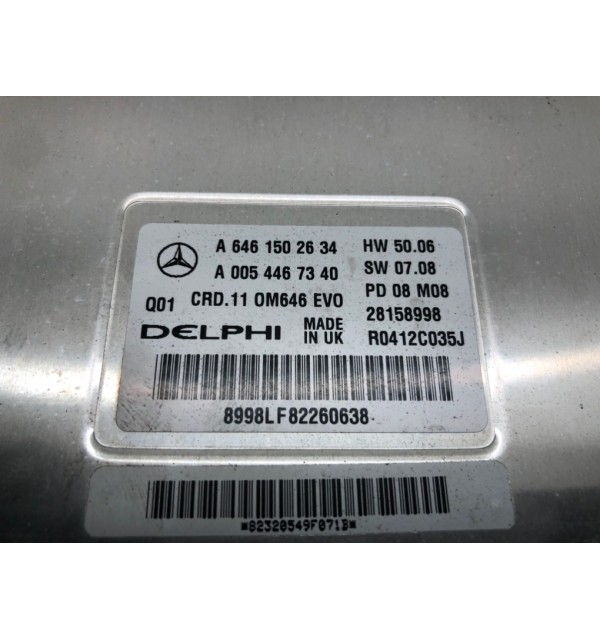 A 646 150 26 34 HW 50.06
A 005 446 73 40 SW 07.08
Q01 CRD.11 OM646 EVO PD 08 M08
28158998
DELPHI MADE IN UK R0412C035J
8998LF82260638
*82320549F071B*